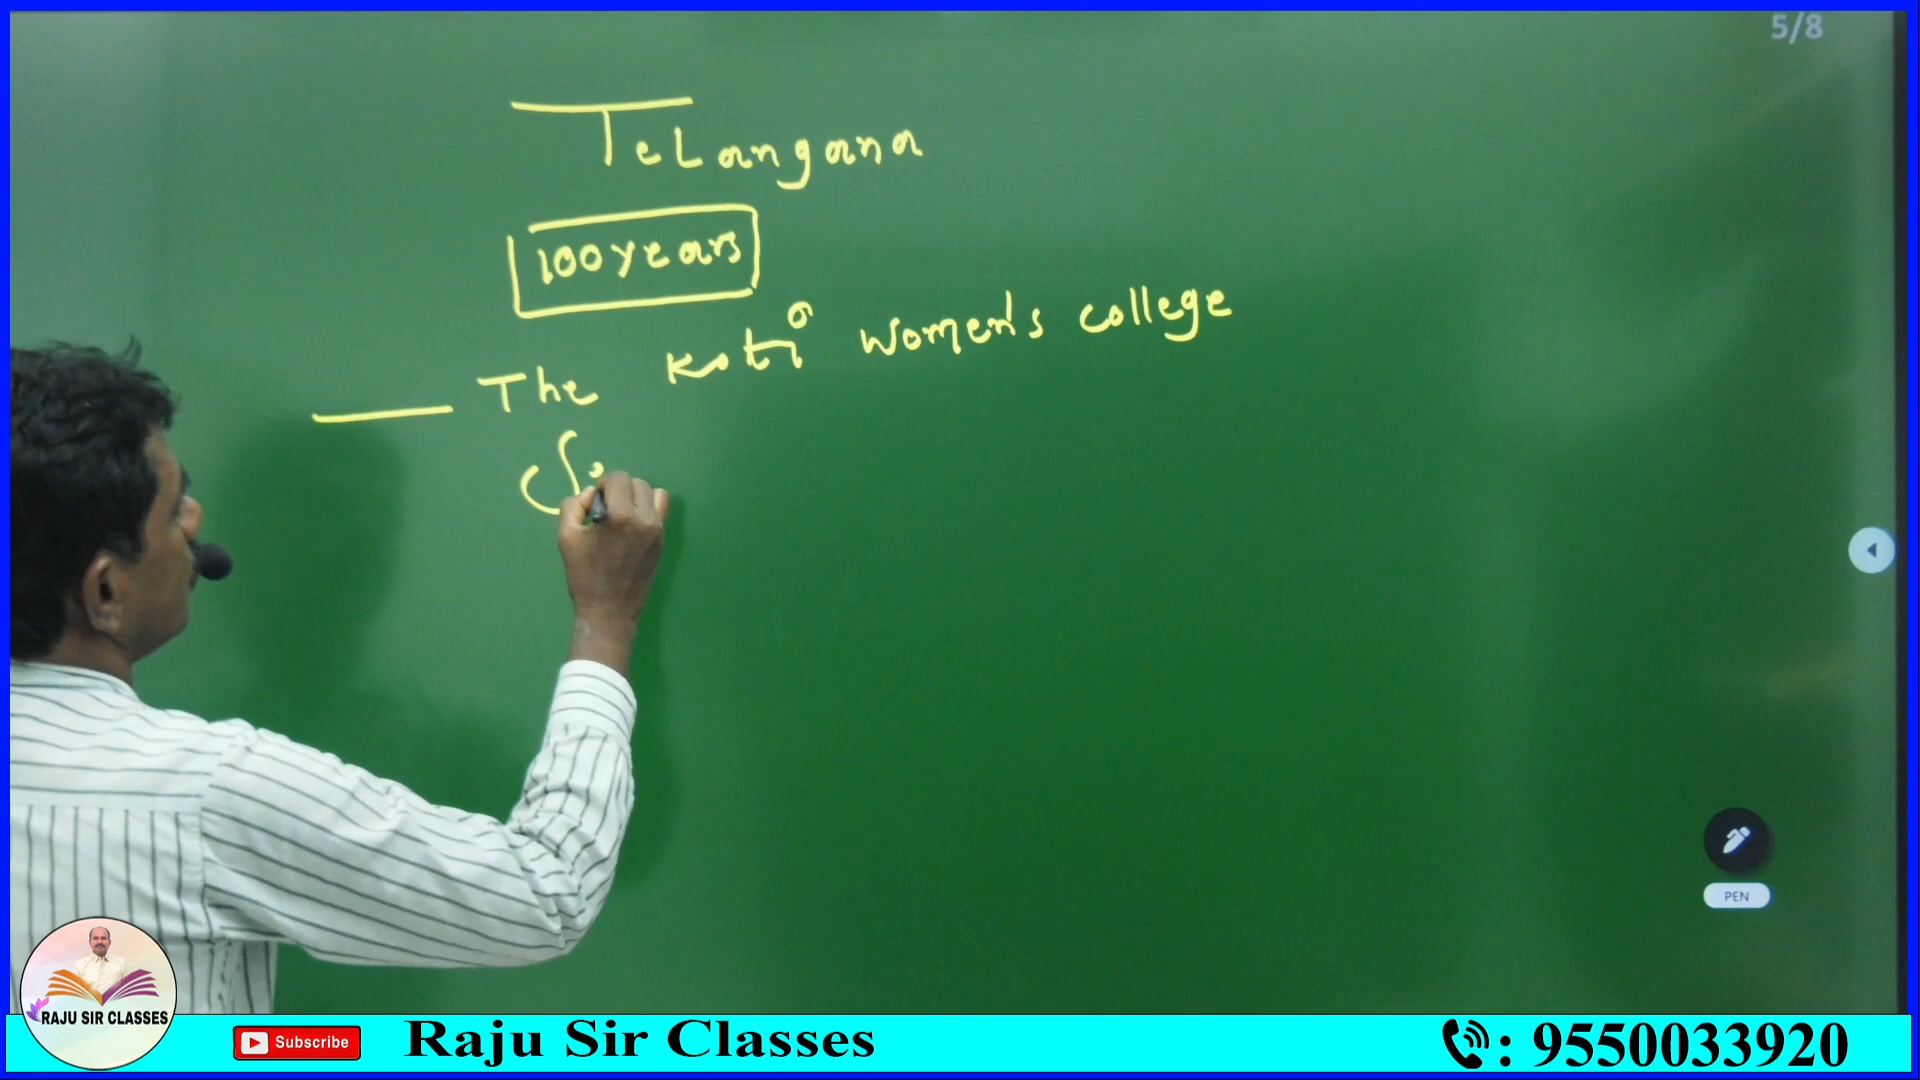 5/8
Telangana
100 years
The Koti women's college
PEN
RAJU SIR CLASSES
Subscribe
Raju Sir Classes
: 9550033920